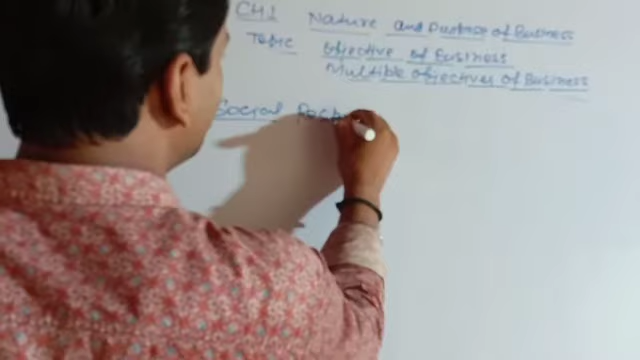 CH1 Nature and Purpose of Business
Topic Objective of Business
Multiple Objectives of Business
Social